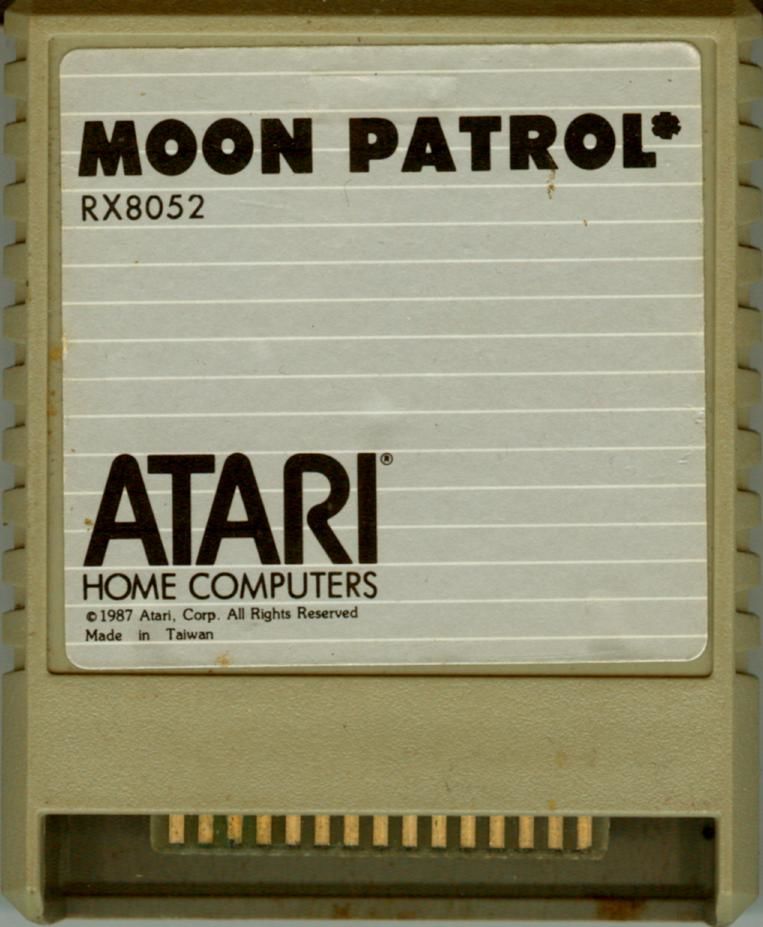 MOON PATROL*
RX8052
ATARI®
HOME COMPUTERS
©1987 Atari, Corp. All Rights Reserved
Made in Taiwan